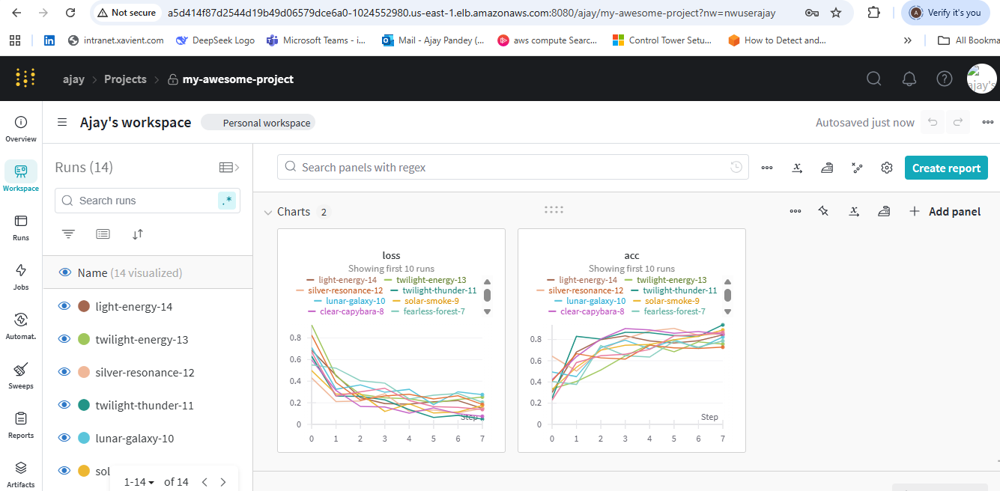 Not secure
a5d414f87d2544d19b49d06579dce6a0-1024552980.us-east-1.elb.amazonaws.com:8080/ajay/my-awesome-project?nw=nwuserajay
A
Verify it's you
intranet.xavient.com
DeepSeek Logo
Microsoft Teams - i...
Mail - Ajay Pandey (...
aws compute Searc...
Control Tower Setu...
How to Detect and...
All Bookma
ajay
Projects
my-awesome-project
ajay's
Overview
Workspace
Runs
Jobs
Automat.
Sweeps
Reports
Artifacts
Ajay's workspace
Personal workspace
Autosaved just now
Runs (14)
Search runs
.*
Name (14 visualized)
light-energy-14
twilight-energy-13
silver-resonance-12
twilight-thunder-11
lunar-galaxy-10
sol
1-14 of 14
Search panels with regex
Create report
Charts 2
Add panel
loss
Showing first 10 runs
light-energy-14 twilight-energy-13
silver-resonance-12 twilight-thunder-11
lunar-galaxy-10 solar-smoke-9
clear-capybara-8 fearless-forest-7
0.8
0.6
0.4
0.2
0
Step
0 1 2 3 4 5 6 7
acc
Showing first 10 runs
light-energy-14 twilight-energy-13
silver-resonance-12 twilight-thunder-11
lunar-galaxy-10 solar-smoke-9
clear-capybara-8 fearless-forest-7
0.8
0.6
0.4
0.2
0
Step
0 1 2 3 4 5 6 7